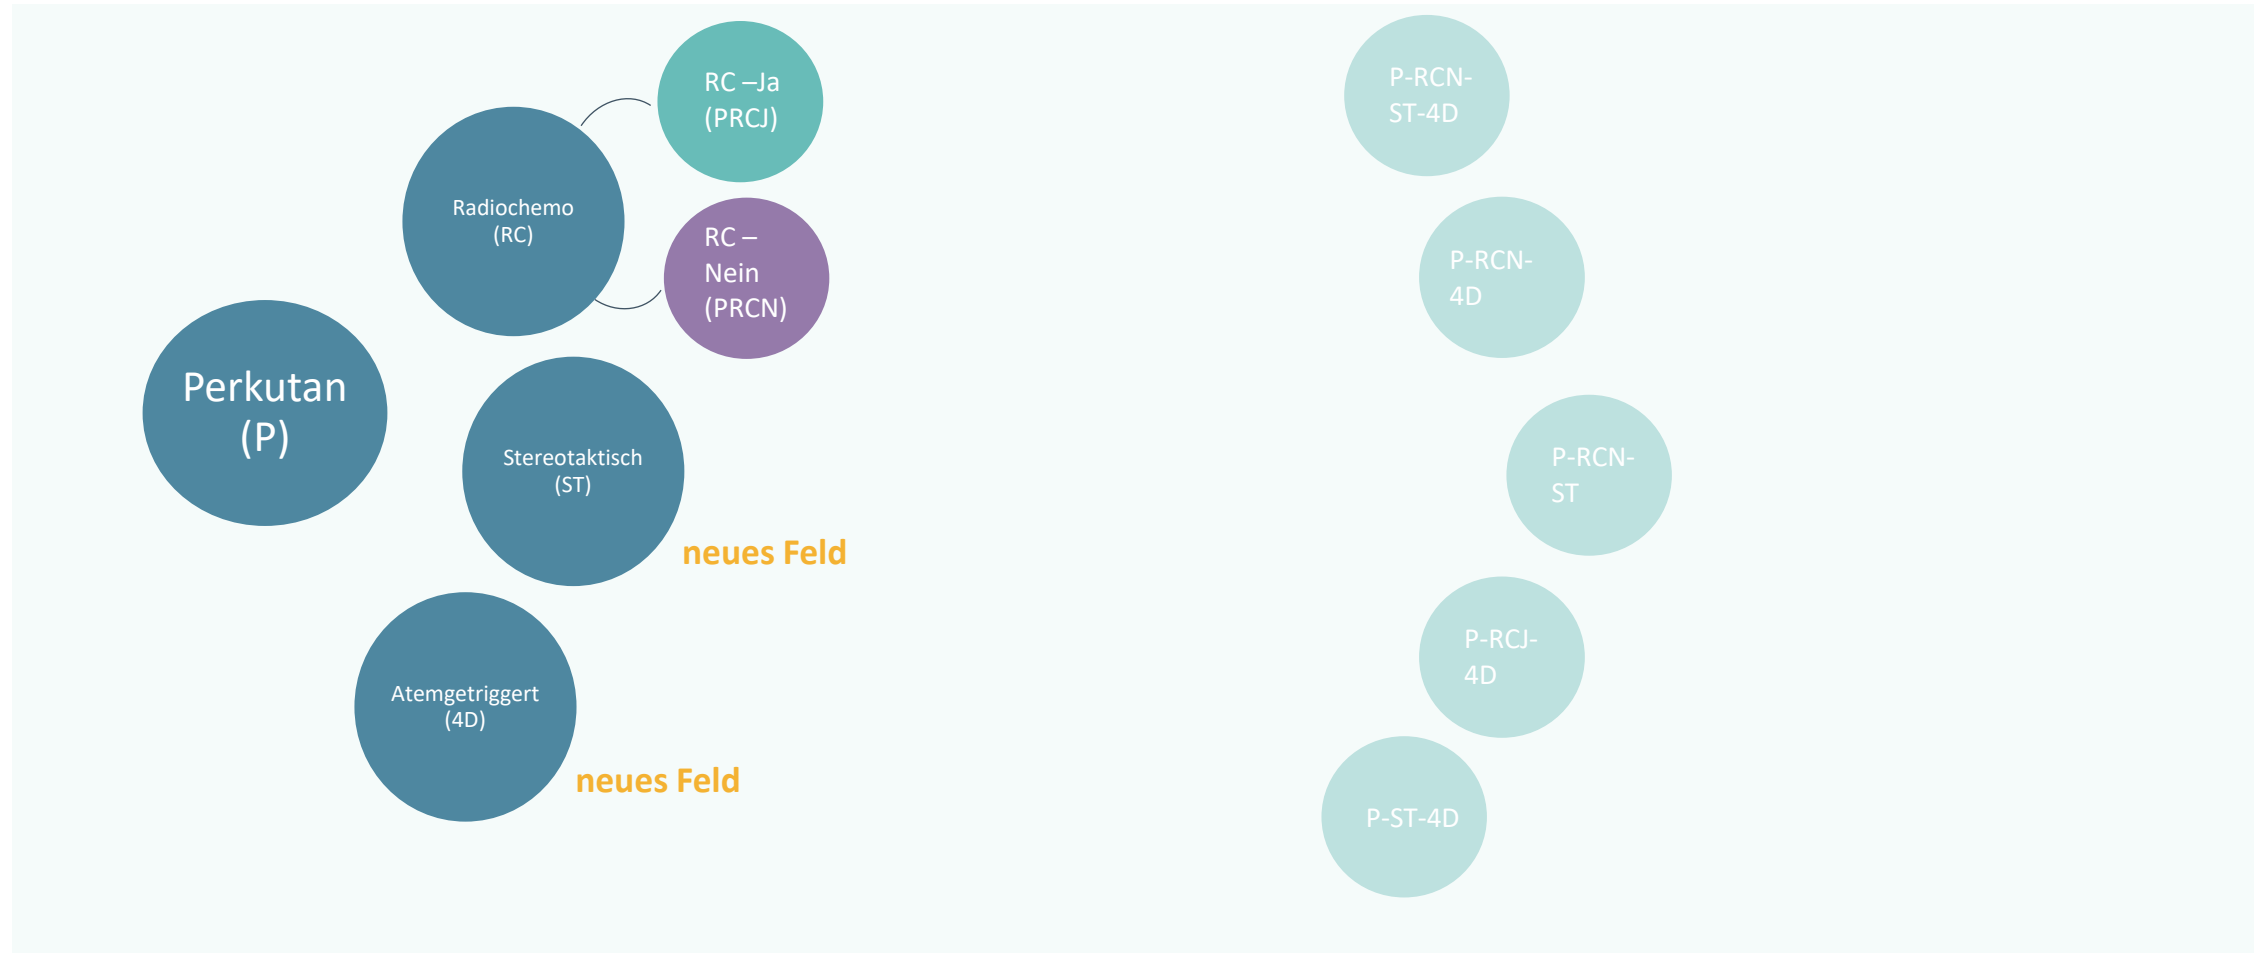 RC –Ja
(PRCJ)
Radiochemo
(RC)
RC –
Nein
(PRCN)
Perkutan
(P)
Stereotaktisch
(ST)
neues Feld
Atemgetriggert
(4D)
neues Feld
P-RCN-
ST-4D
P-RCN-
4D
P-RCN-
ST
P-RCJ-
4D
P-ST-4D